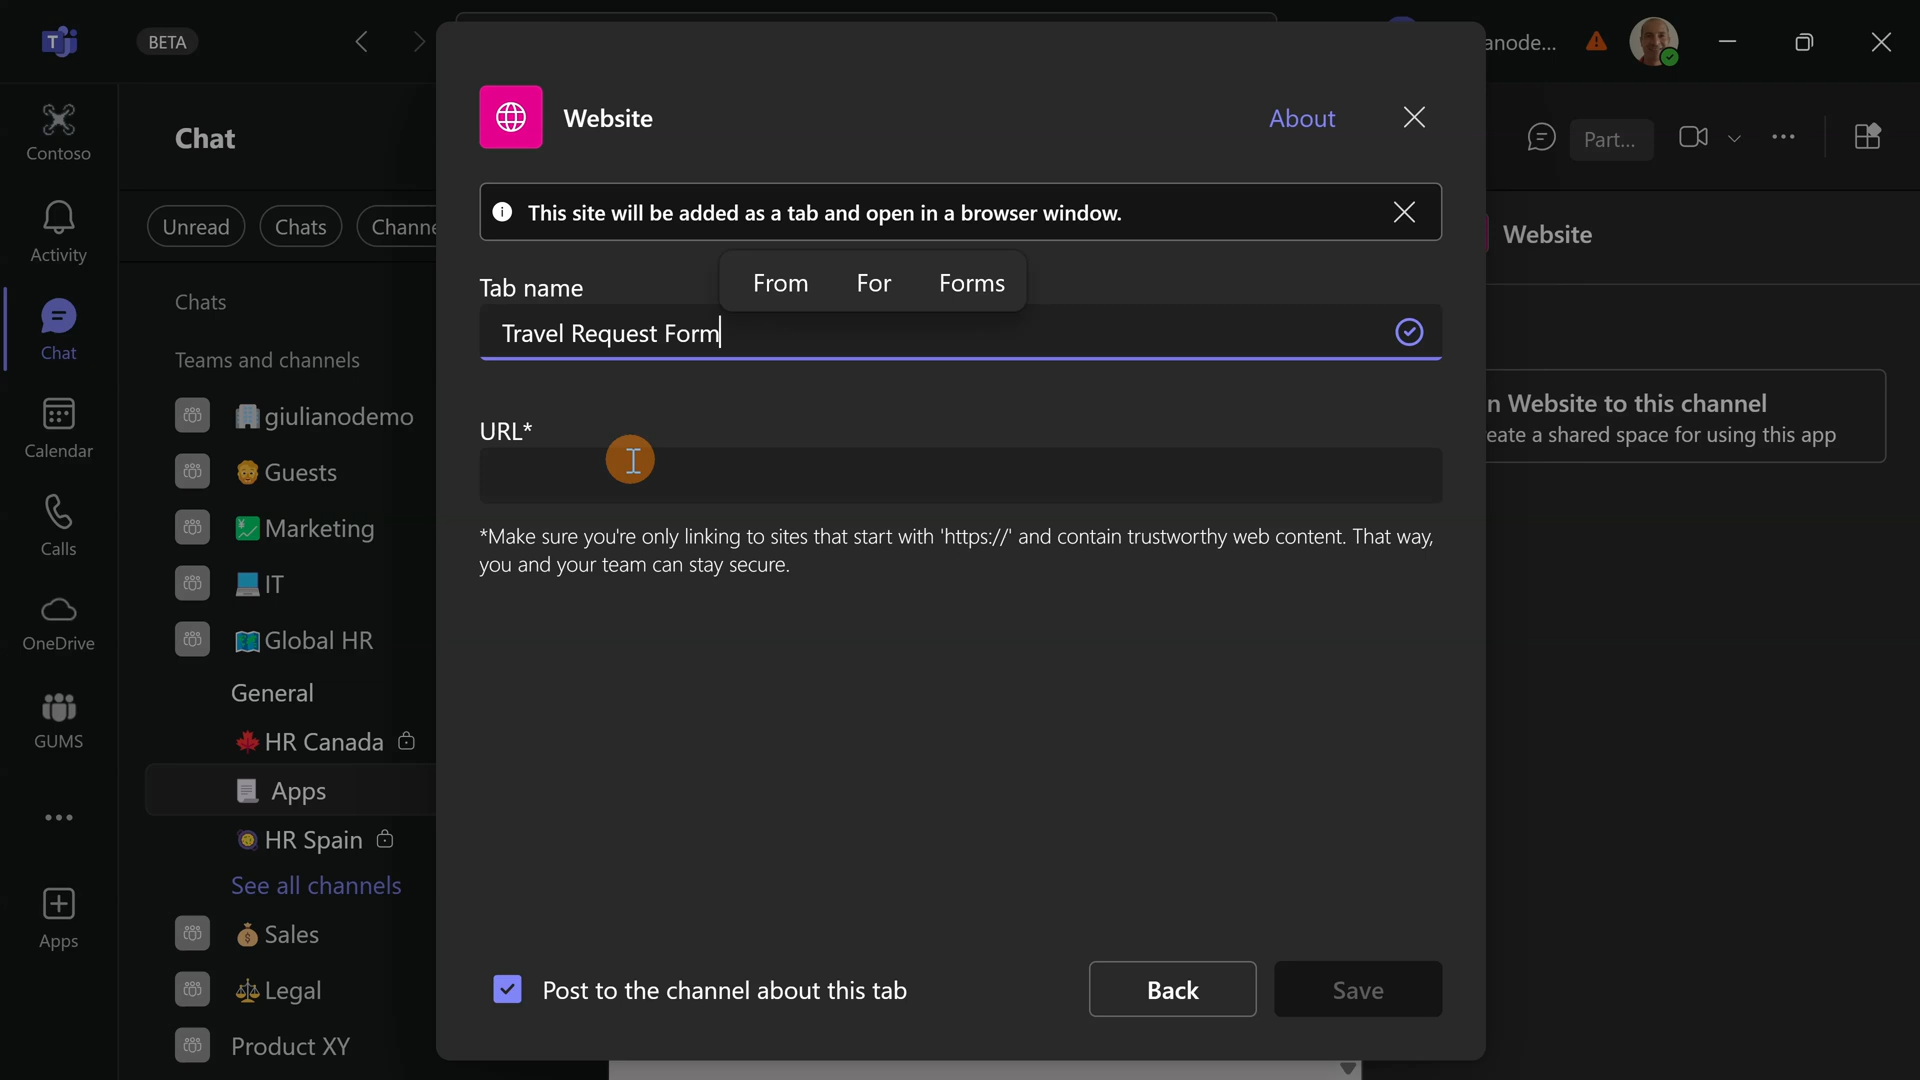 BETA
anode...
Contoso
Chat
Website
About
Part...
Activity
Unread
Chats
Channe
This site will be added as a tab and open in a browser window.
Website
Tab name
From
For
Forms
Chats
Travel Request Form
Chat
Teams and channels
n Website to this channel
eate a shared space for using this app
giulianodemo
URL*
Calendar
Guests
Marketing
*Make sure you're only linking to sites that start with 'https://' and contain trustworthy web content. That way,
you and your team can stay secure.
Calls
IT
OneDrive
Global HR
General
GUMS
HR Canada
Apps
HR Spain
See all channels
Apps
Sales
Legal
Post to the channel about this tab
Back
Save
Product XY